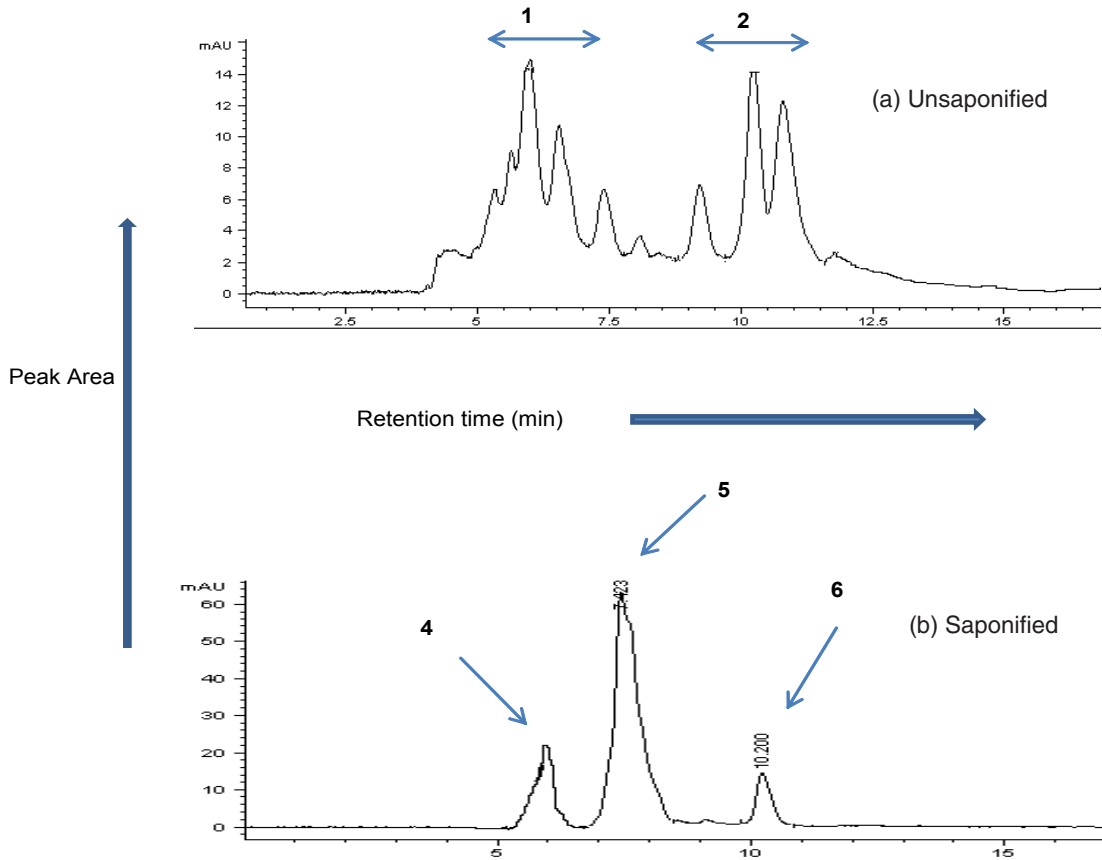 1
2
mAU
14
12
10
8
6
4
2
0
(a) Unsaponified
2.5 5 7.5 10 12.5 15
Peak Area
Retention time (min)
5
mAU
60
50
40
30
20
10
0
4
7.423
6
10.200
(b) Saponified
5 10 15